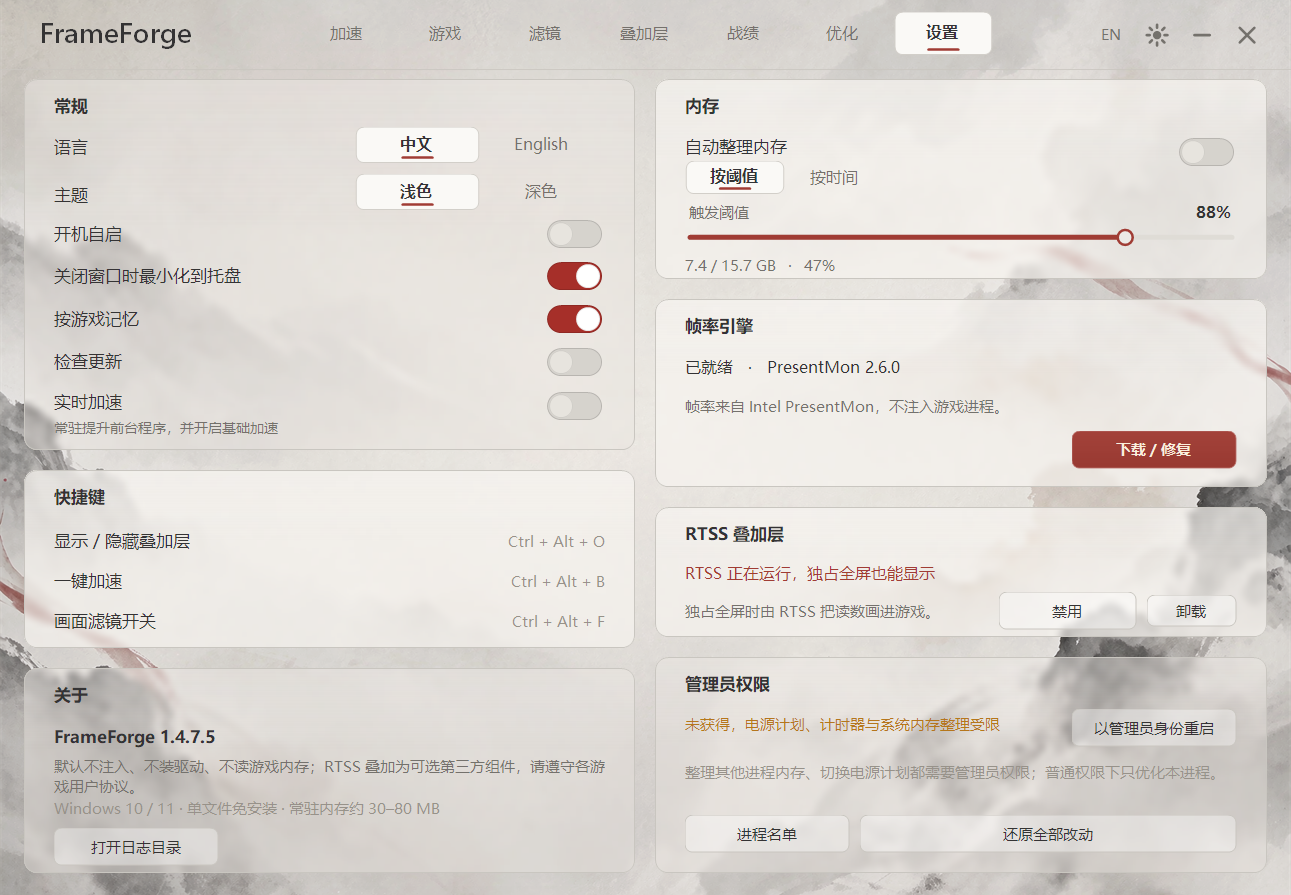 FrameForge
加速 游戏 滤镜 叠加层 战绩 优化 设置 EN
常规
语言 中文 English
主题 浅色 深色
开机自启
关闭窗口时最小化到托盘
按游戏记忆
检查更新
实时加速
常驻提升前台程序，并开启基础加速
快捷键
显示 / 隐藏叠加层 Ctrl + Alt + O
一键加速 Ctrl + Alt + B
画面滤镜开关 Ctrl + Alt + F
关于
FrameForge 1.4.7.5
默认不注入、不装驱动、不读游戏内存；RTSS 叠加为可选第三方组件，请遵守各游
戏用户协议。
Windows 10 / 11 · 单文件免安装 · 常驻内存约 30–80 MB
打开日志目录
内存
自动整理内存
按阈值 按时间
触发阈值 88%
7.4 / 15.7 GB · 47%
帧率引擎
已就绪 · PresentMon 2.6.0
帧率来自 Intel PresentMon，不注入游戏进程。
下载 / 修复
RTSS 叠加层
RTSS 正在运行，独占全屏也能显示
独占全屏时由 RTSS 把读数画进游戏。 禁用 卸载
管理员权限
未获得，电源计划、计时器与系统内存整理受限 以管理员身份重启
整理其他进程内存、切换电源计划都需要管理员权限；普通权限下只优化本进程。
进程名单 还原全部改动